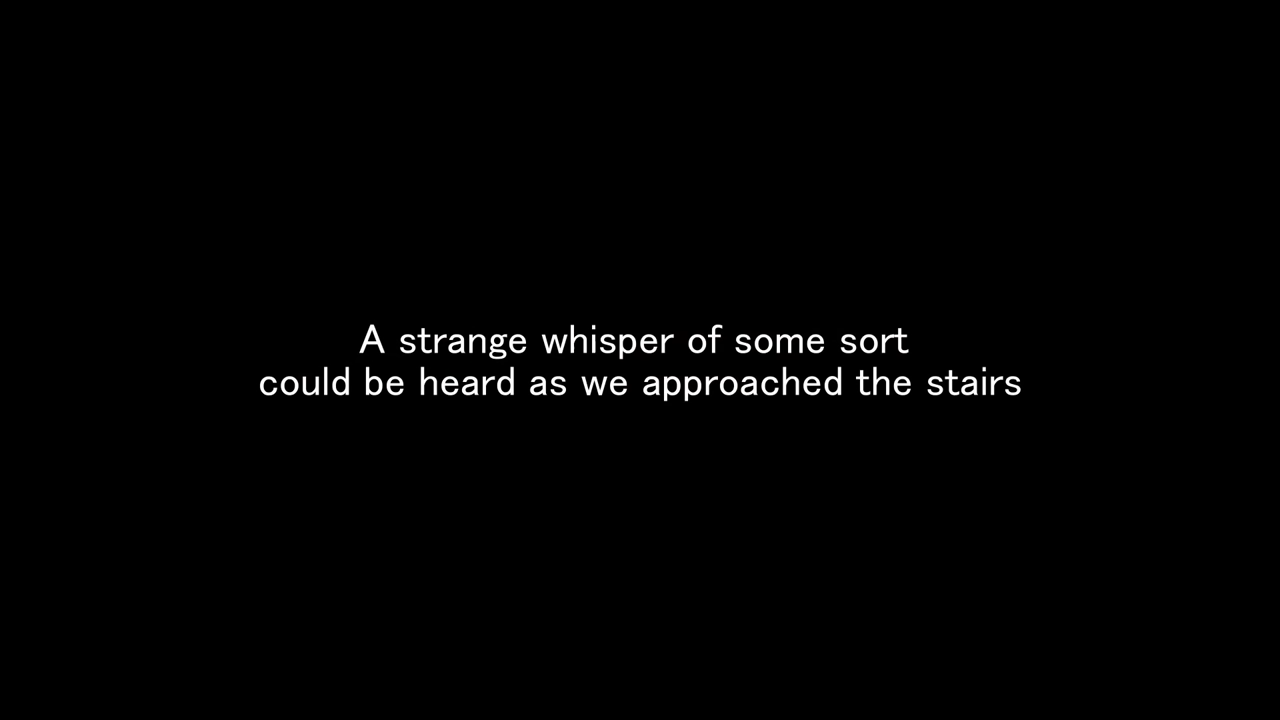 A strange whisper of some sort
could be heard as we approached the stairs